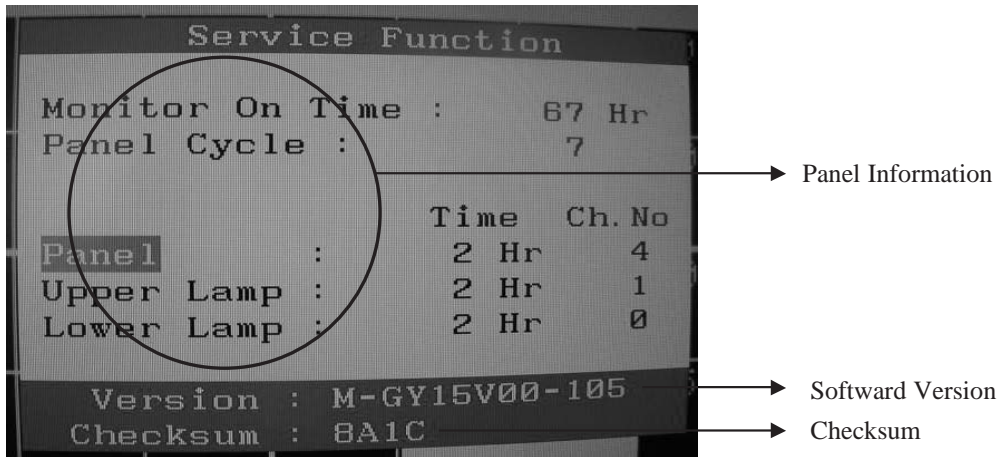 Service Function
Monitor On Time : 67 Hr
Panel Cycle : 7
Panel Information
Time Ch.No
Panel : 2 Hr 4
Upper Lamp : 2 Hr 1
Lower Lamp : 2 Hr 0
Version : M-GY15V00-105
Softward Version
Checksum : 8A1C
Checksum